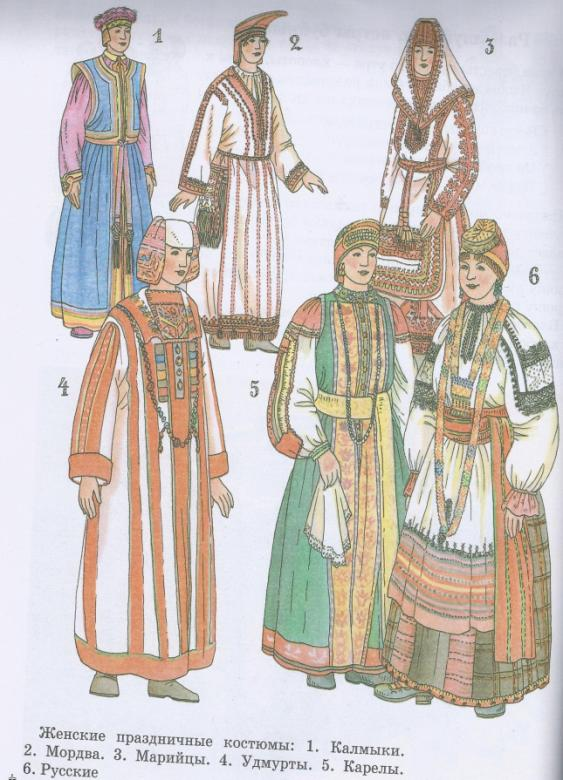 1
2
3
4
5
6
Женские праздничные костюмы: 1. Калмыки.
2. Мордва. 3. Марийцы. 4. Удмурты. 5. Карелы.
6. Русские